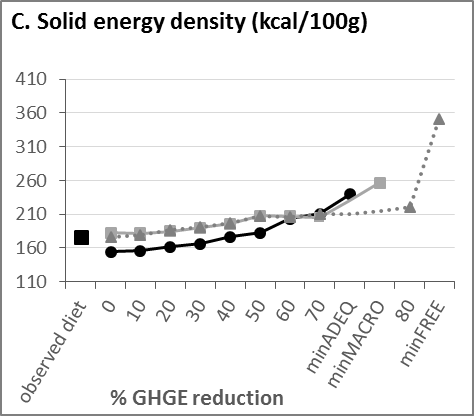 C. Solid energy density (kcal/100g)
410
360
310
260
210
160
110
observed diet
0
10
20
30
40
50
60
70
minADEQ
minMACRO
80
minFREE
% GHGE reduction